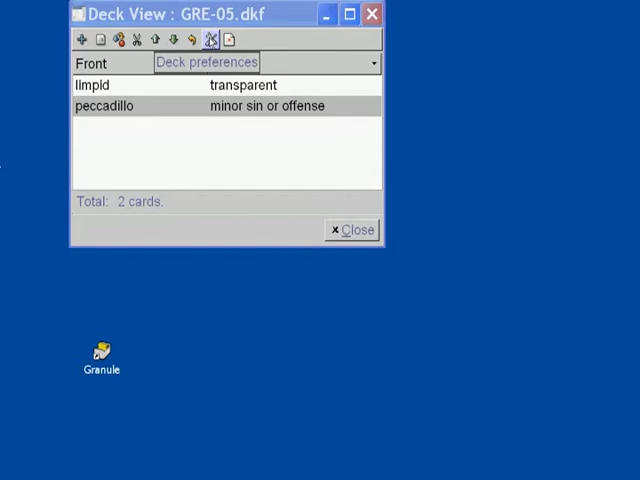 Deck View : GRE-05.dkf
Front
Deck preferences
limpid transparent
peccadillo minor sin or offense
Total: 2 cards.
Close
Granule